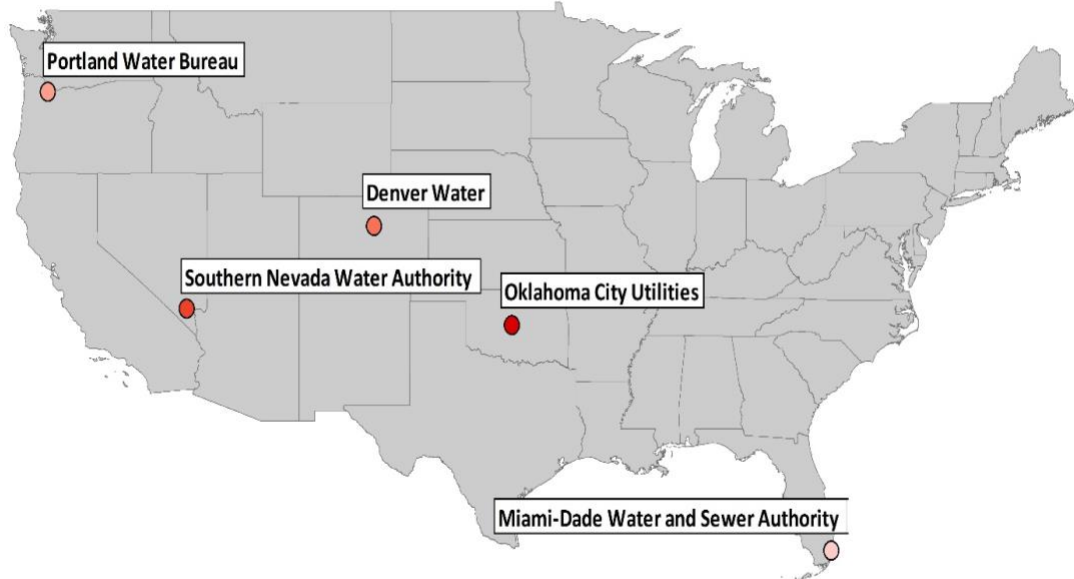 Portland Water Bureau
Denver Water
Southern Nevada Water Authority
Oklahoma City Utilities
Miami-Dade Water and Sewer Authority